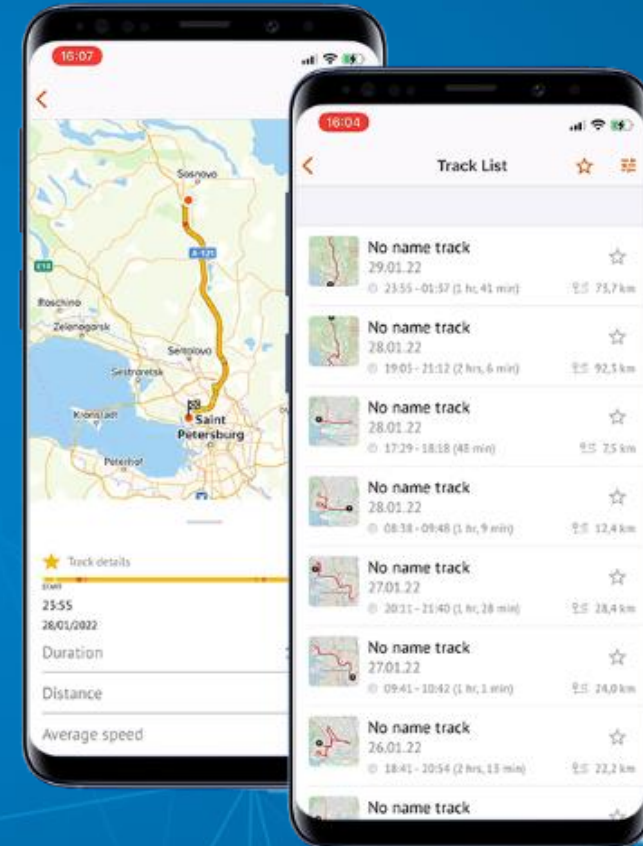 16:07
Sosnovo
A-121
E18
Roschino
Zelenogorsk
Sertolovo
Sestroretsk
Kronstadt
Saint
Petersburg
Peterhof
Track details
START
23:55
28/01/2022
Duration
Distance
Average speed
16:04
Track List
No name track
29.01.22
23:55 - 01:37 (1 hr, 41 min)
73,7 km
No name track
28.01.22
19:05 - 21:12 (2 hrs, 6 min)
92,3 km
No name track
28.01.22
17:29 - 18:18 (48 min)
7,5 km
No name track
28.01.22
08:38 - 09:48 (1 hr, 9 min)
12,4 km
No name track
27.01.22
20:11 - 21:40 (1 hr, 28 min)
28,4 km
No name track
27.01.22
09:41 - 10:42 (1 hr, 1 min)
24,0 km
No name track
26.01.22
18:41 - 20:54 (2 hrs, 13 min)
22,2 km
No name track